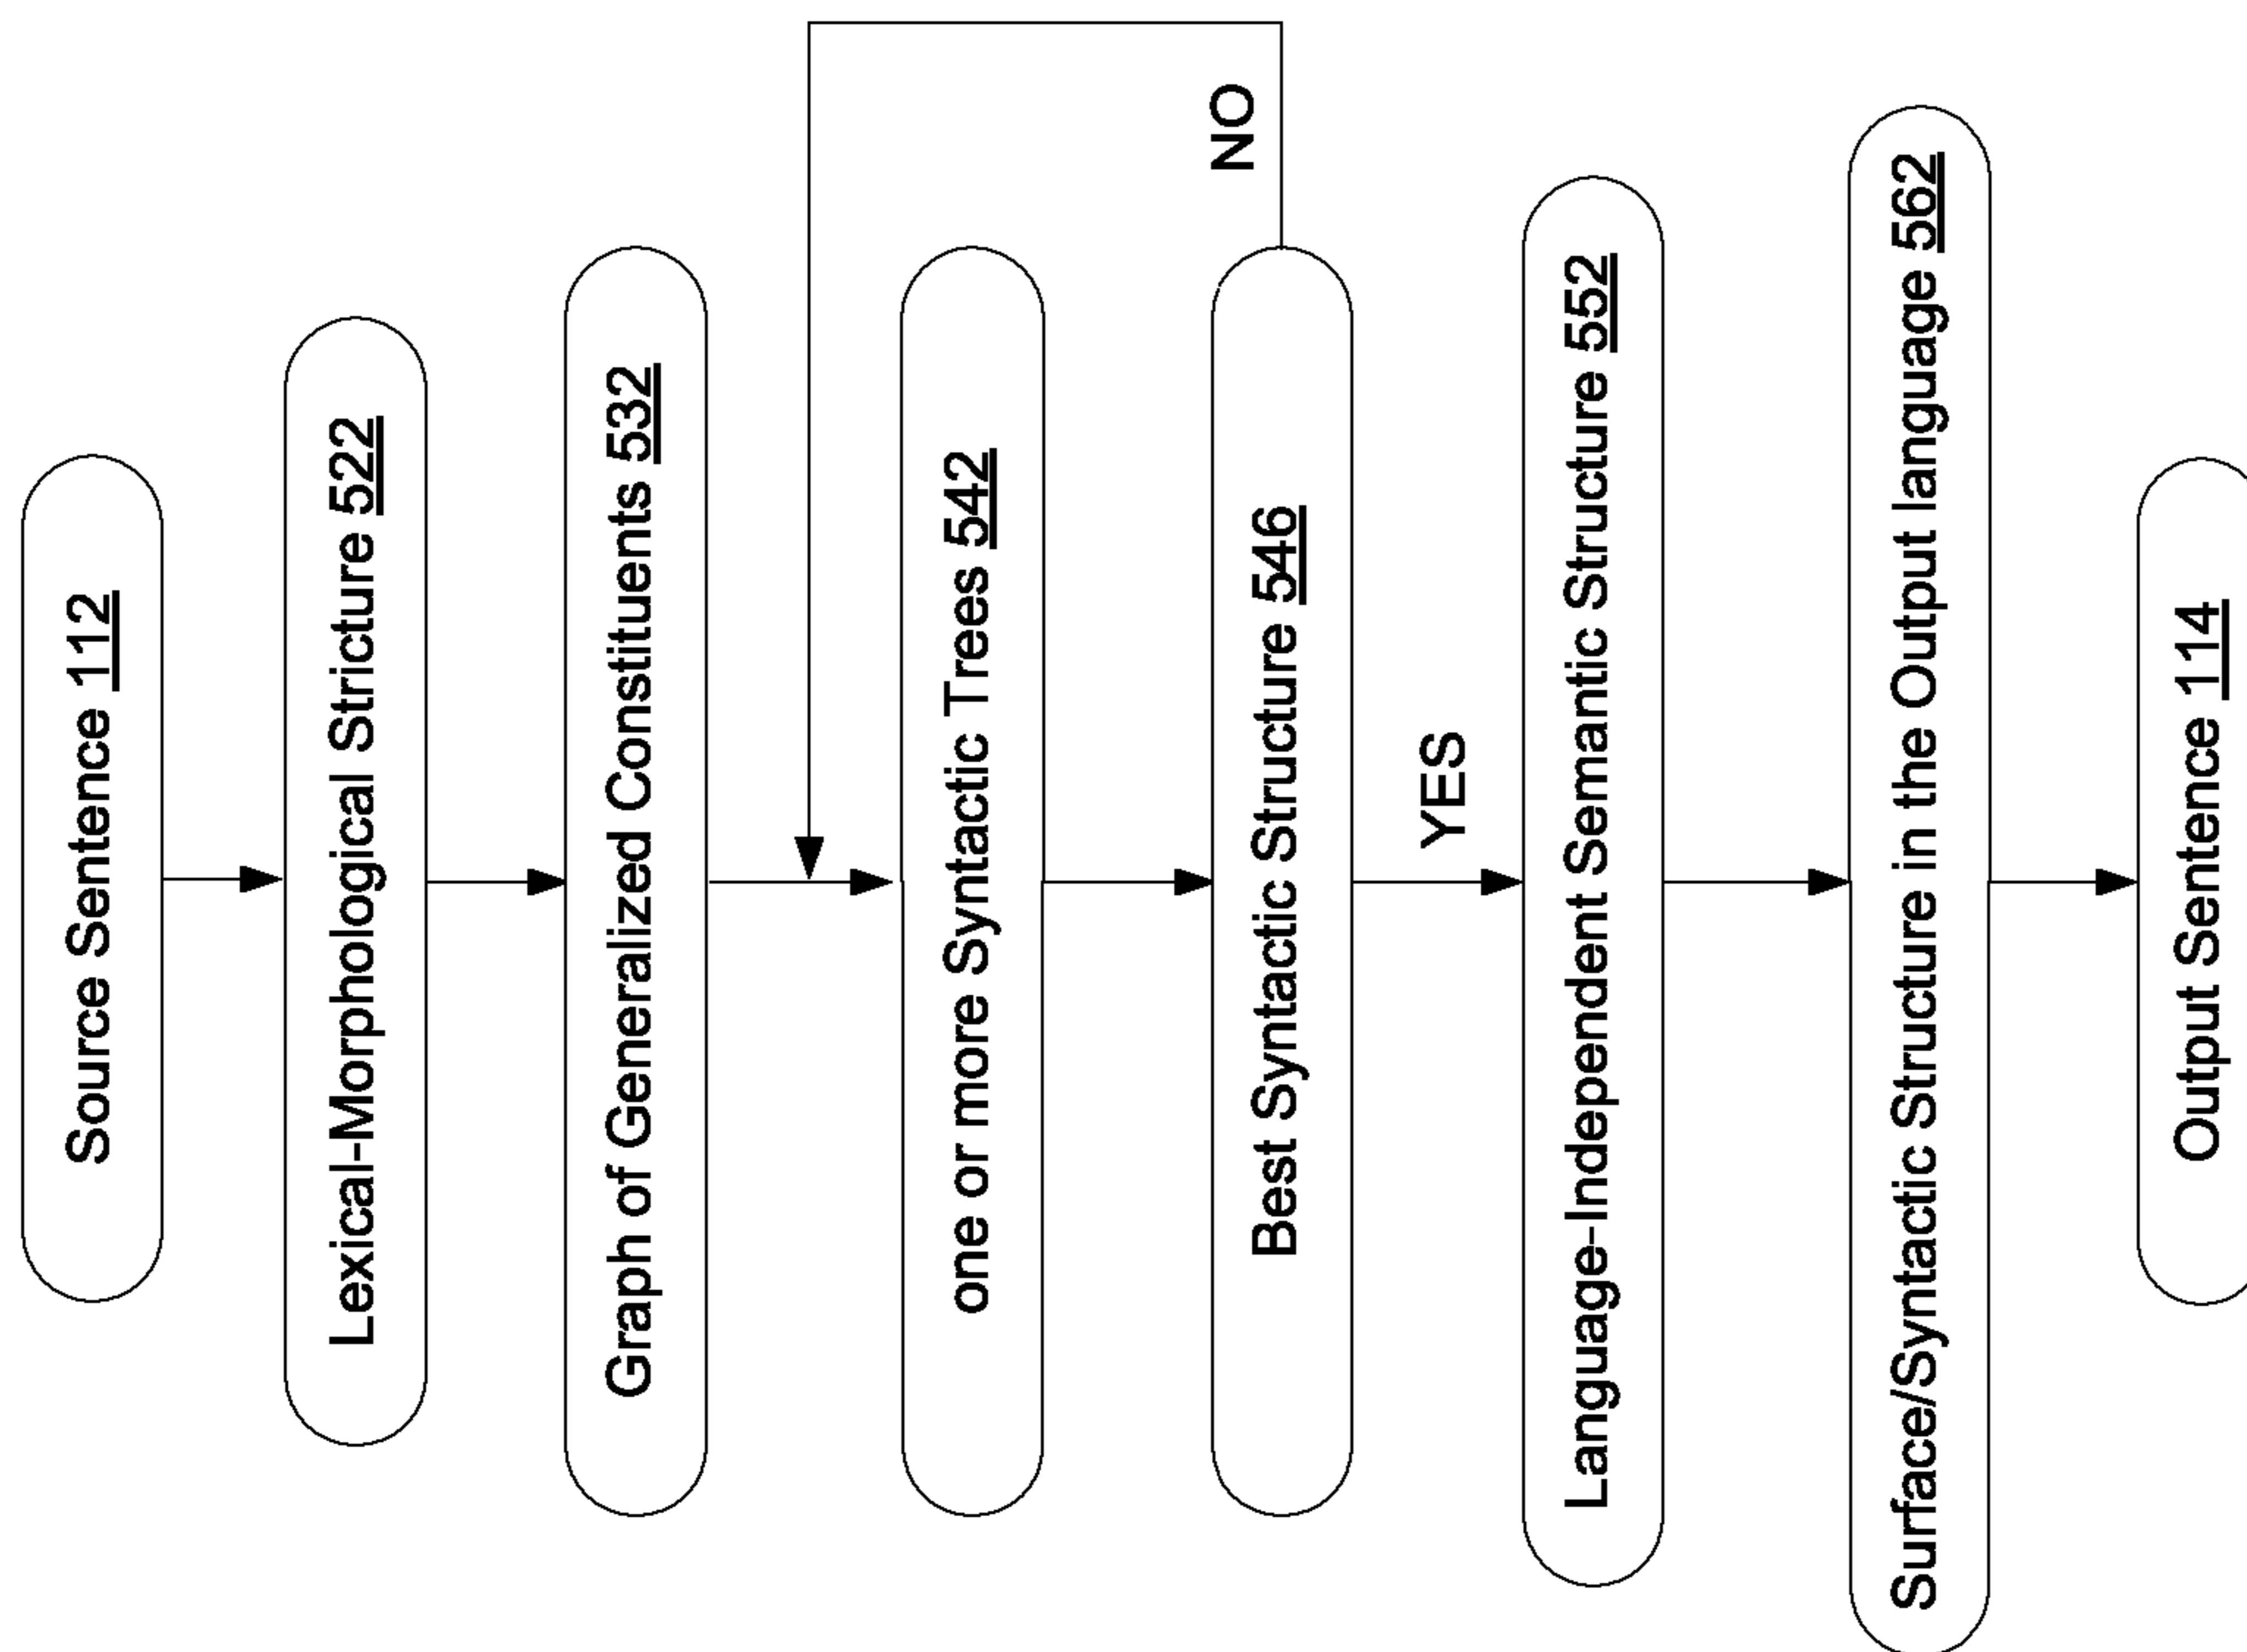 Source Sentence 112
Lexical-Morphological Stricture 522
Graph of Generalized Constituents 532
one or more Syntactic Trees 542
NO
Best Syntactic Structure 546
YES
Language-Independent Semantic Structure 552
Surface/Syntactic Structure in the Output language 562
Output Sentence 114